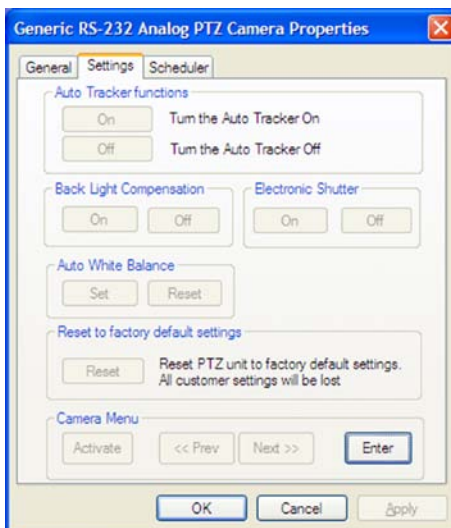 Generic RS-232 Analog PTZ Camera Properties
General Settings Scheduler
Auto Tracker functions
On Turn the Auto Tracker On
Off Turn the Auto Tracker Off
Back Light Compensation Electronic Shutter
On Off On Off
Auto White Balance
Set Reset
Reset to factory default settings
Reset Reset PTZ unit to factory default settings.
All customer settings will be lost
Camera Menu
Activate << Prev Next >> Enter
OK Cancel Apply